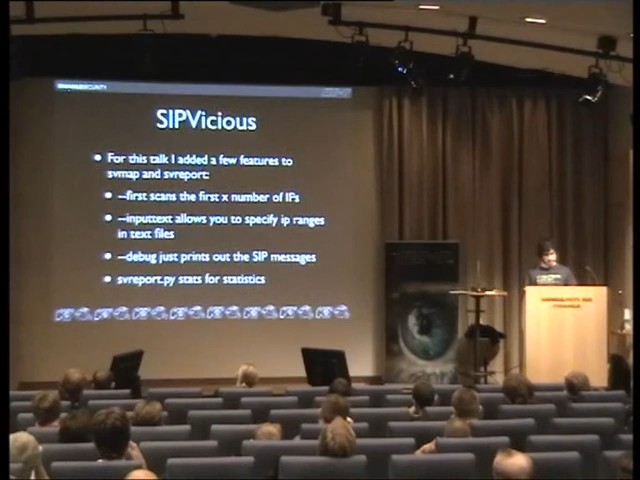 SIPVicious
• For this talk I added a few features to
svmap and svreport:
• --first scans the first x number of IFs
• --inputtext allows you to specify ip ranges
in text files
• --debug just prints out the SIP messages
• svreport.py stats for statistics